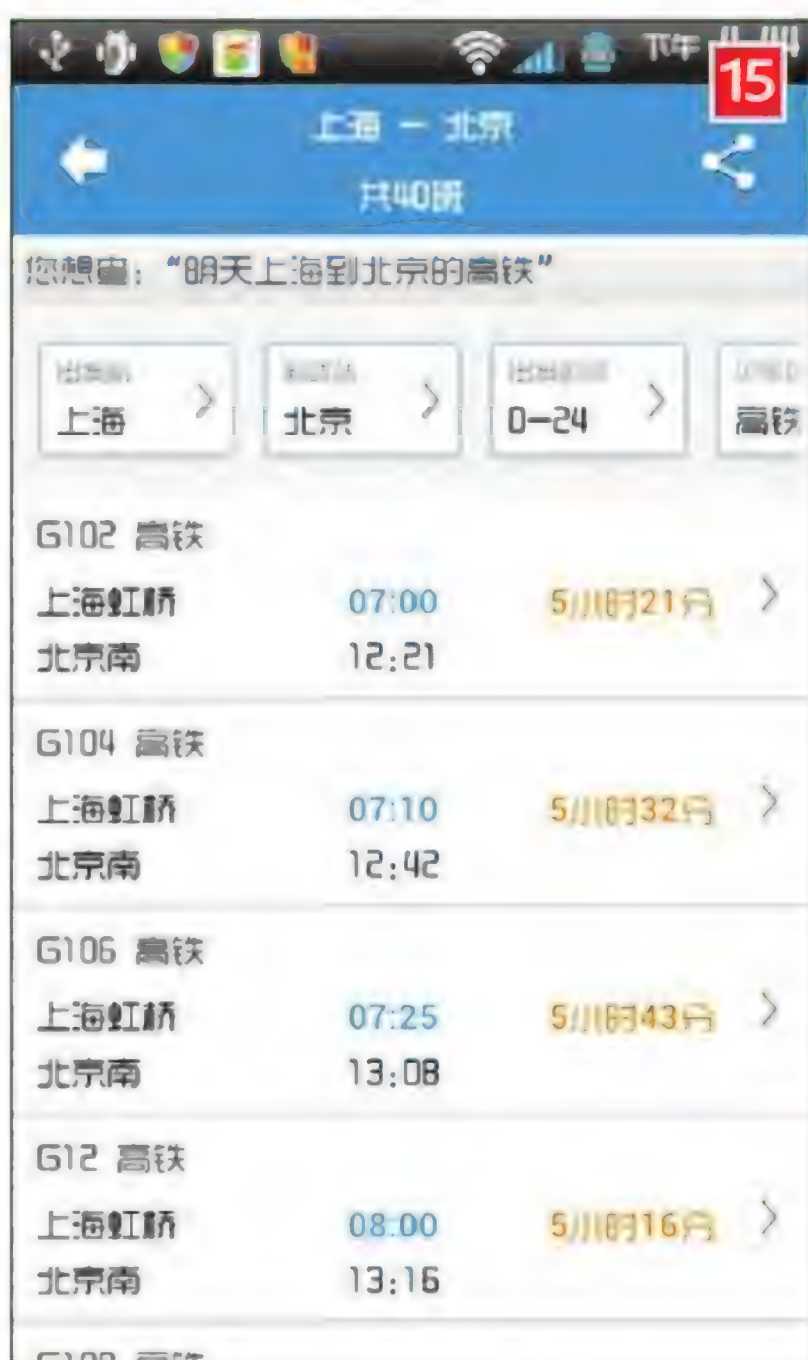 下午
15
上海 - 北京
共40班
您想查：“明天上海到北京的高铁”
上海 北京 0-24 高铁
G102 高铁
上海虹桥 07:00 5小时21分
北京南 12:21
G104 高铁
上海虹桥 07:10 5小时32分
北京南 12:42
G106 高铁
上海虹桥 07:25 5小时43分
北京南 13:08
G12 高铁
上海虹桥 08:00 5小时16分
北京南 13:16